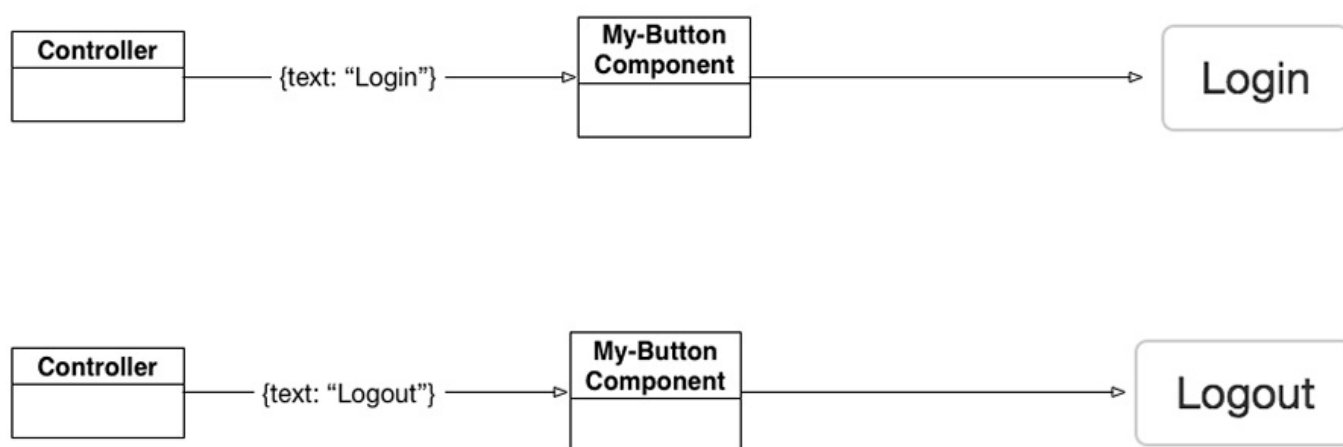 Controller
{text: “Login”}
My-Button
Component
Login
Controller
{text: “Logout”}
My-Button
Component
Logout